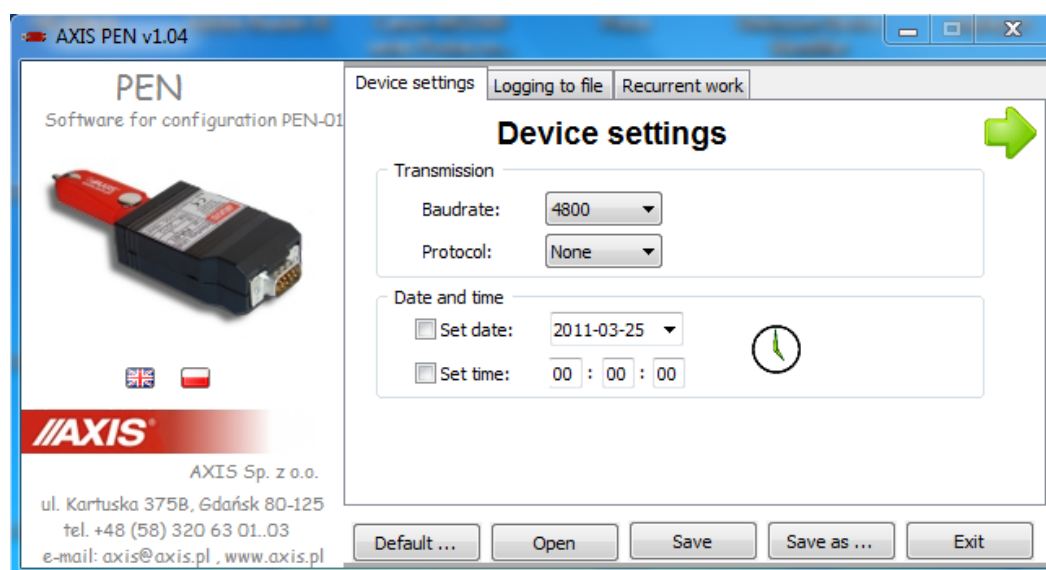 AXIS PEN v1.04
PEN
Software for configuration PEN-01
AXIS
AXIS Sp. z o.o.
ul. Kartuska 375B, Gdańsk 80-125
tel. +48 (58) 320 63 01..03
e-mail: axis@axis.pl , www.axis.pl
Device settings
Logging to file
Recurrent work
Device settings
Transmission
Baudrate: 4800
Protocol: None
Date and time
Set date: 2011-03-25
Set time: 00 : 00 : 00
Default ...
Open
Save
Save as ...
Exit